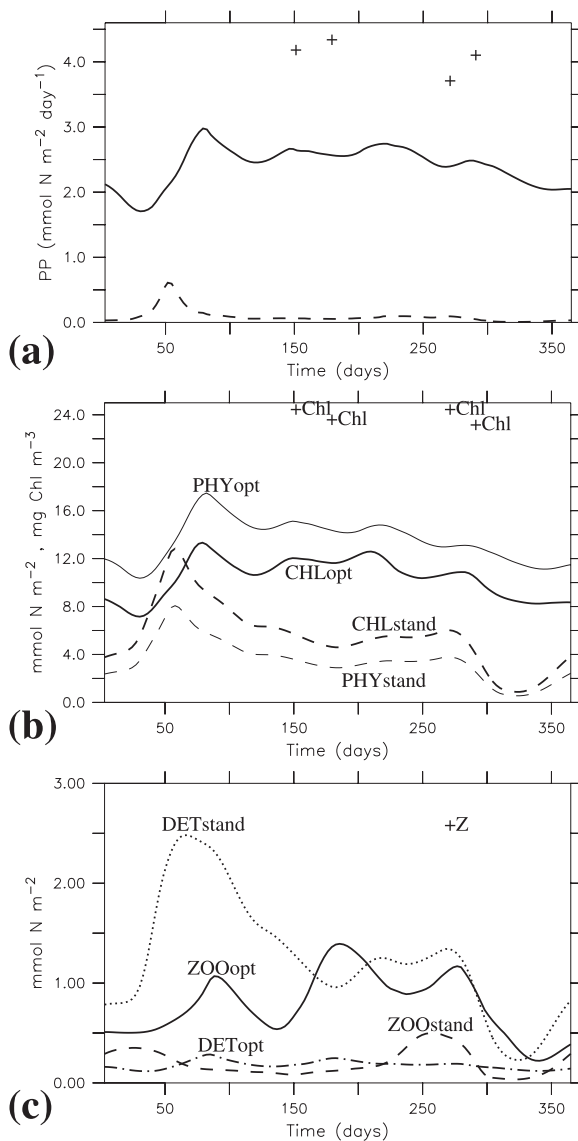 4.0
3.0
2.0
1.0
0.0
PP (mmol N m⁻² day⁻¹)
50 150 250 350
Time (days)
(a)
24.0
20.0
16.0
12.0
8.0
4.0
0.0
mmol N m⁻² , mg Chl m⁻³
+Chl +Chl +Chl +Chl
PHYopt
CHLopt
CHLstand
PHYstand
50 150 250 350
Time (days)
(b)
3.00
2.00
1.00
0.00
mmol N m⁻²
DETstand
+Z
ZOOopt
DETopt
ZOOstand
50 150 250 350
Time (days)
(c)